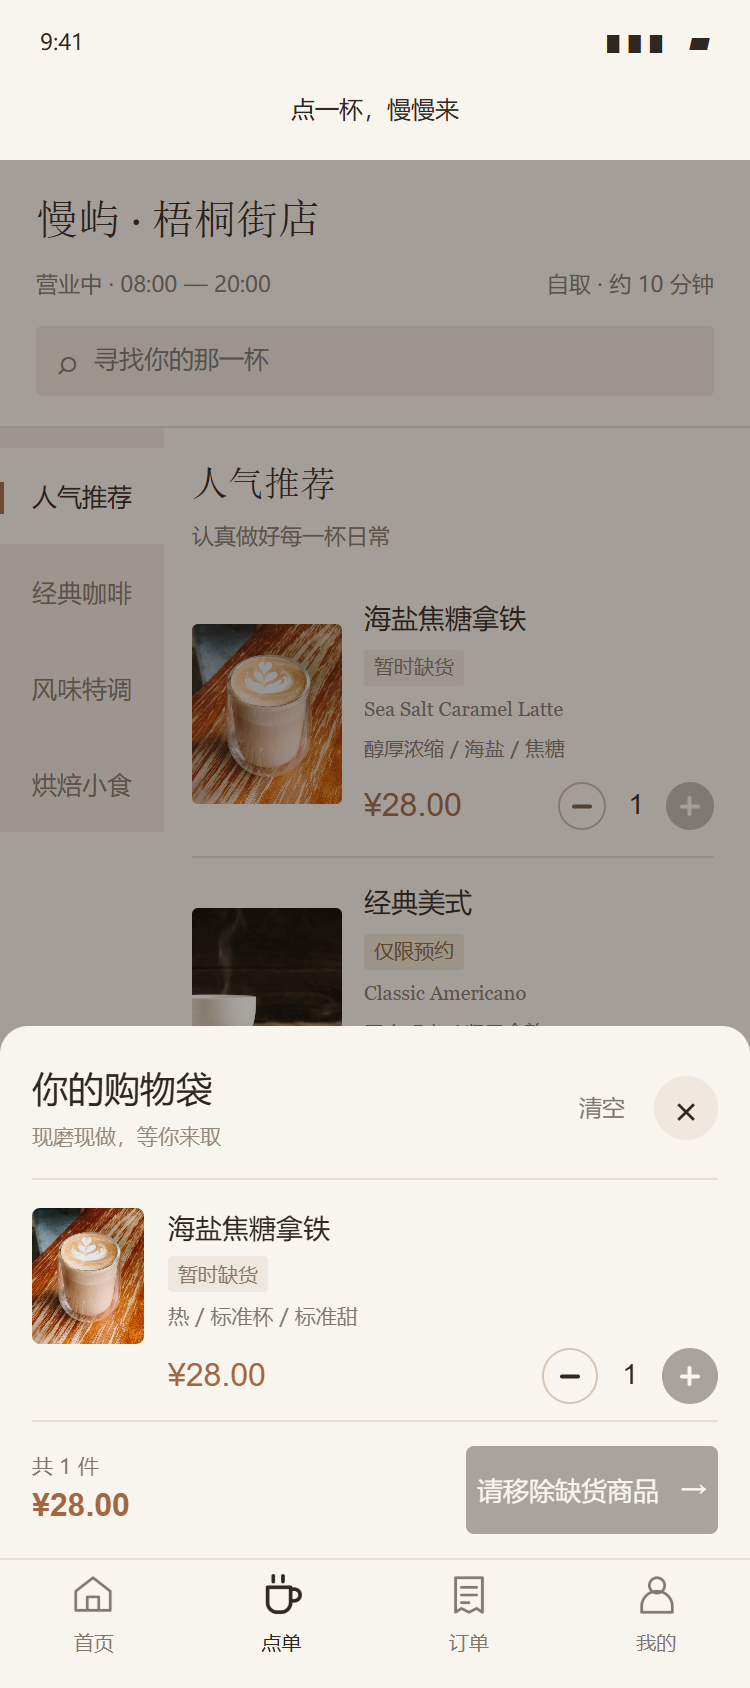 9:41
点一杯，慢慢来
慢屿 · 梧桐街店
营业中 · 08:00 — 20:00
自取 · 约 10 分钟
寻找你的那一杯
人气推荐
经典咖啡
风味特调
烘焙小食
人气推荐
认真做好每一杯日常
海盐焦糖拿铁
暂时缺货
Sea Salt Caramel Latte
醇厚浓缩 / 海盐 / 焦糖
¥28.00
1
经典美式
仅限预约
Classic Americano
你的购物袋
现磨现做，等你来取
清空
海盐焦糖拿铁
暂时缺货
热 / 标准杯 / 标准甜
¥28.00
1
共 1 件
¥28.00
请移除缺货商品 →
首页
点单
订单
我的